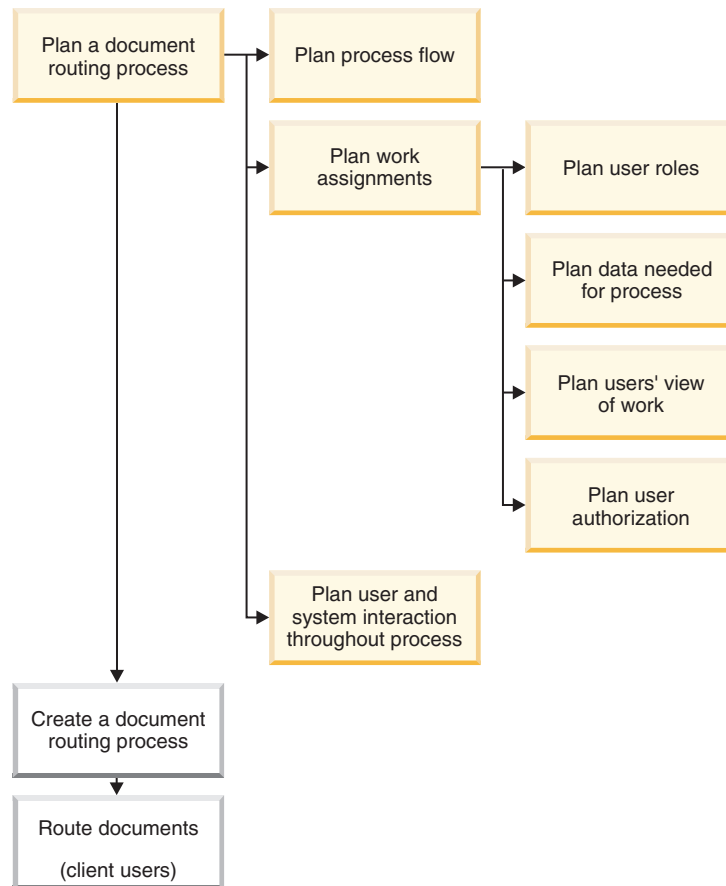 Plan a document
routing process
Plan process flow
Plan work
assignments
Plan user roles
Plan data needed
for process
Plan users' view
of work
Plan user
authorization
Plan user and
system interaction
throughout process
Create a document
routing process
Route documents
(client users)